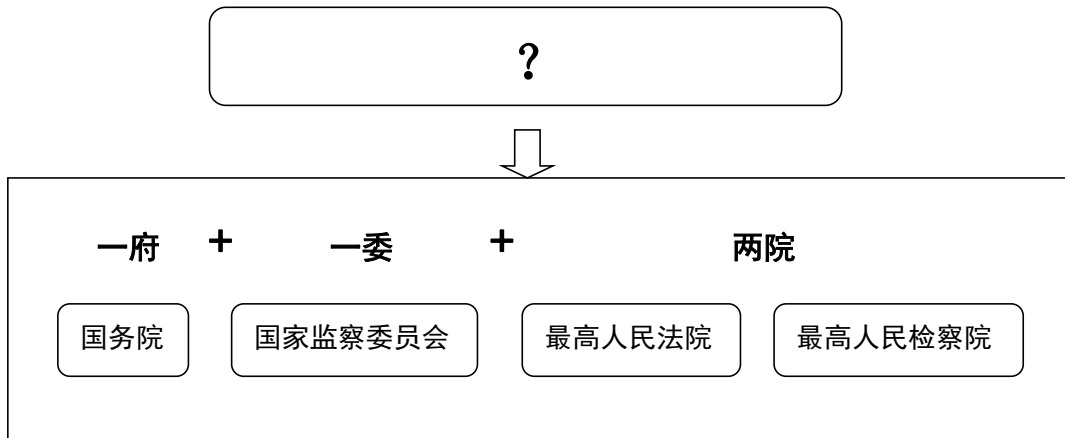 ？
一府 + 一委 + 两院
国务院 国家监察委员会 最高人民法院 最高人民检察院